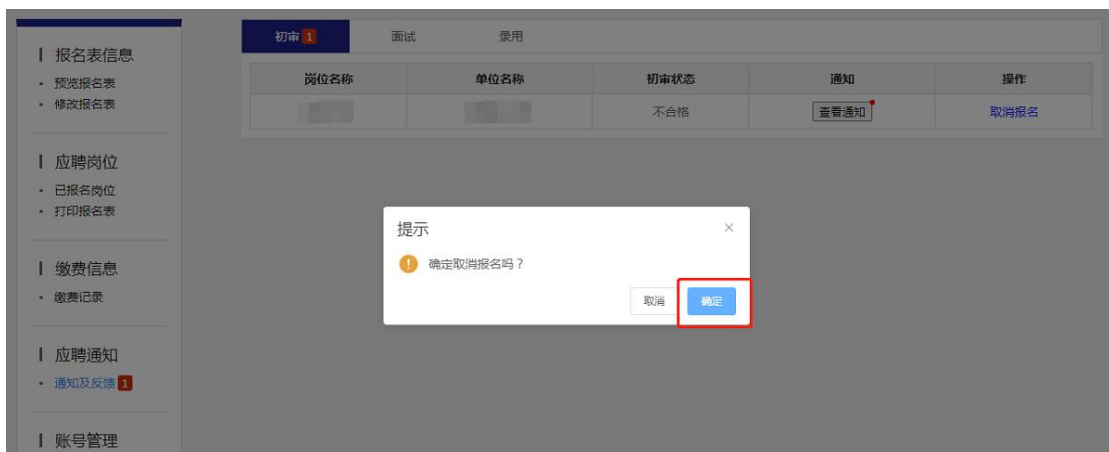 报名表信息
预览报名表
修改报名表
应聘岗位
已报名岗位
打印报名表
缴费信息
缴费记录
应聘通知
通知及反馈 1
账号管理
初审 1 面试 录用
岗位名称 单位名称 初审状态 通知 操作
不合格 查看通知 取消报名
提示
确定取消报名吗？
取消 确定